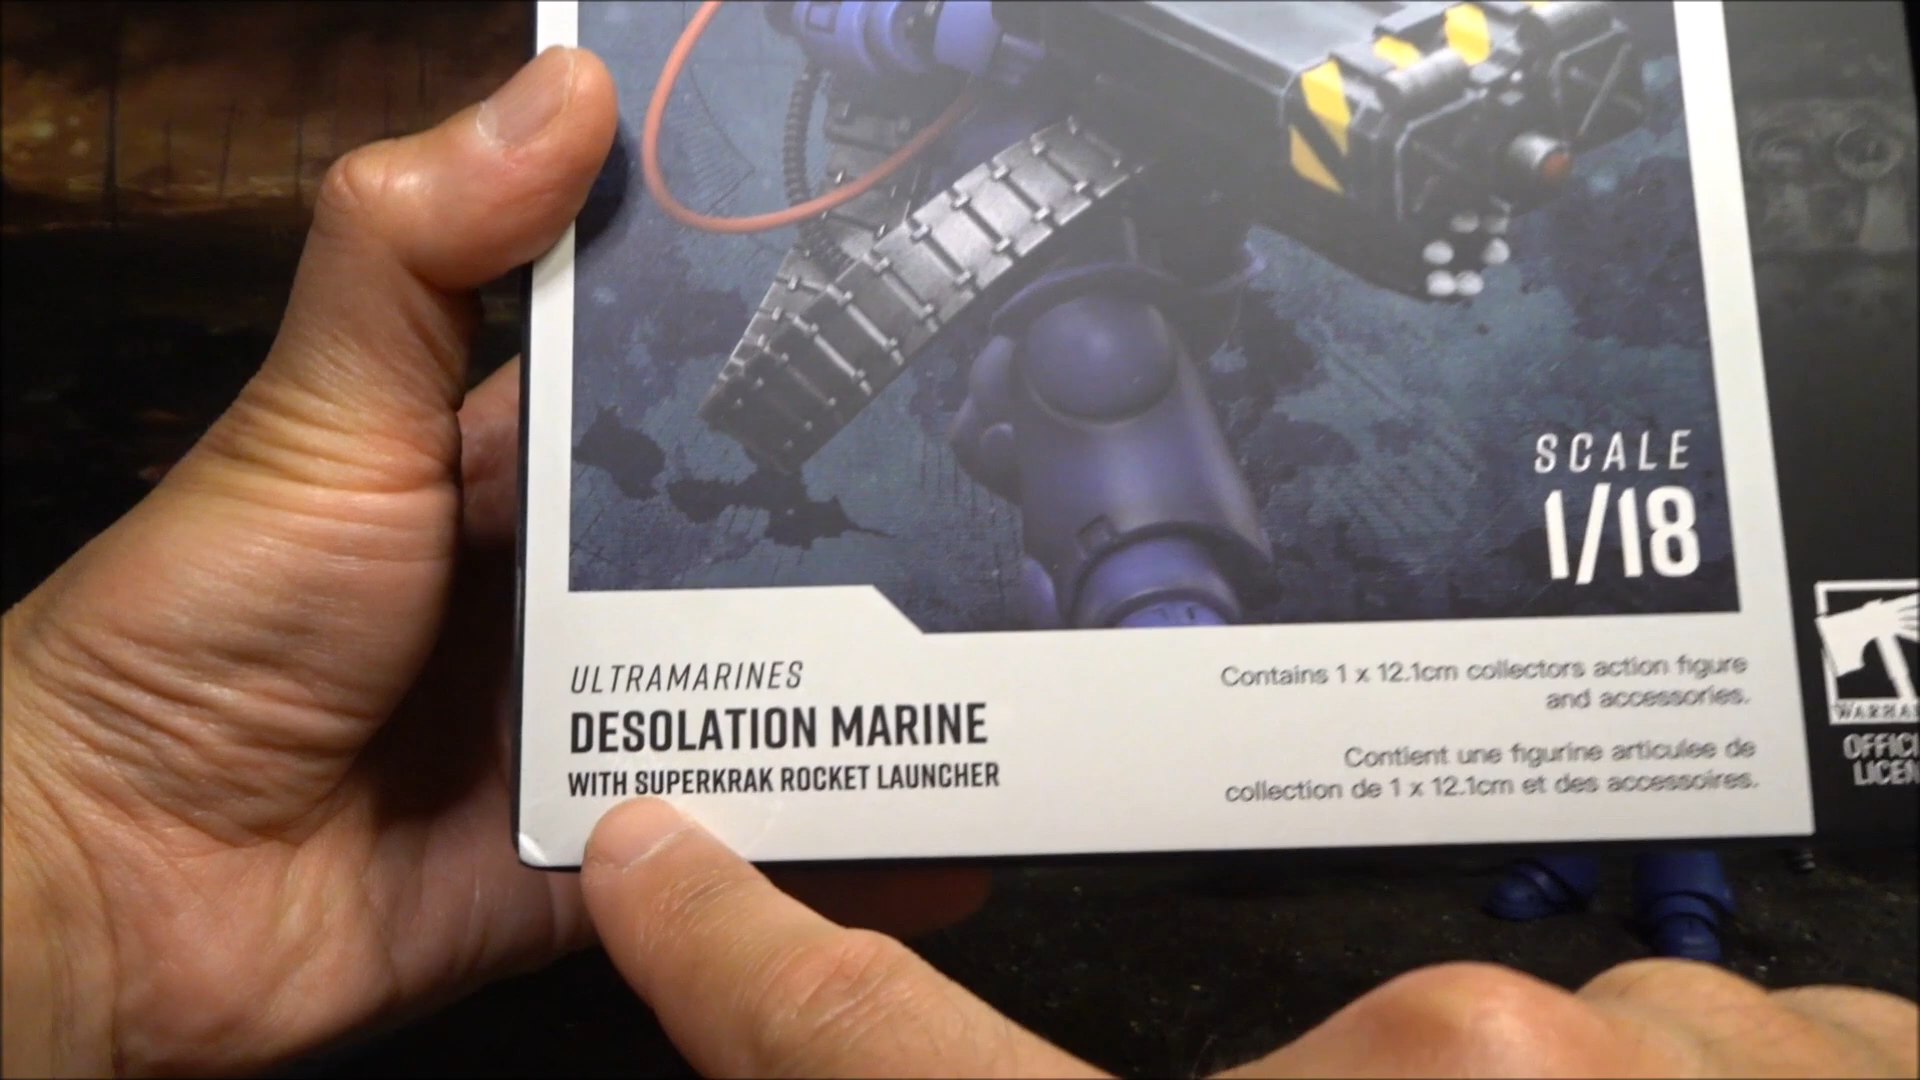 SCALE
1/18
ULTRAMARINES
DESOLATION MARINE
WITH SUPERKRAK ROCKET LAUNCHER
Contains 1 x 12.1cm collectors action figure
and accessories.
Contient une figurine articulee de
collection de 1 x 12.1cm et des accessoires.